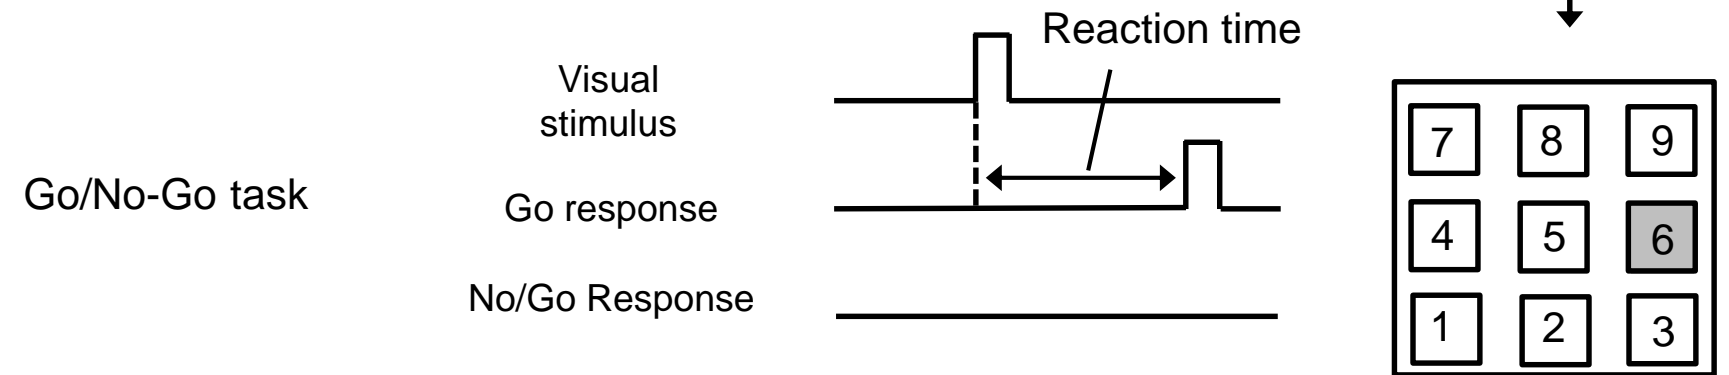 Reaction time
Visual
stimulus
Go/No-Go task
Go response
No/Go Response
7 8 9
4 5 6
1 2 3